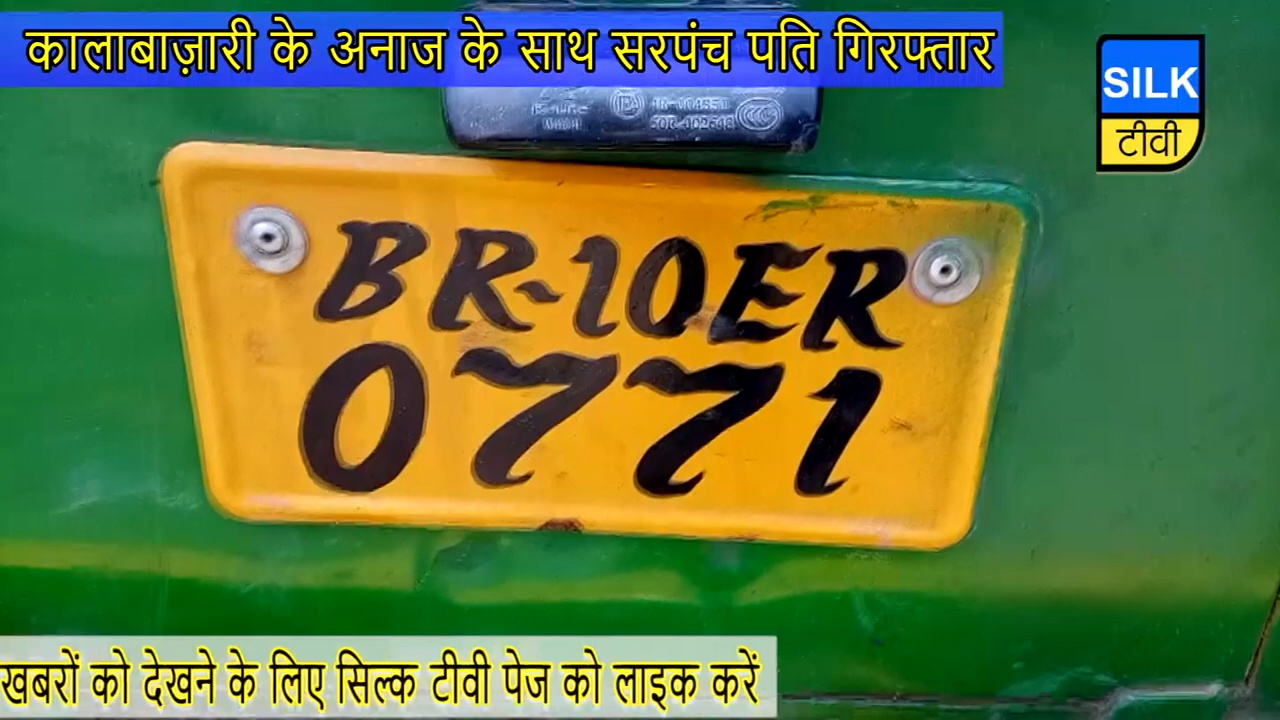 कालाबाज़ारी के अनाज के साथ सरपंच पति गिरफ्तार
SILK
टीवी
BR-10ER
0771
खबरों को देखने के लिए सिल्क टीवी पेज को लाइक करें